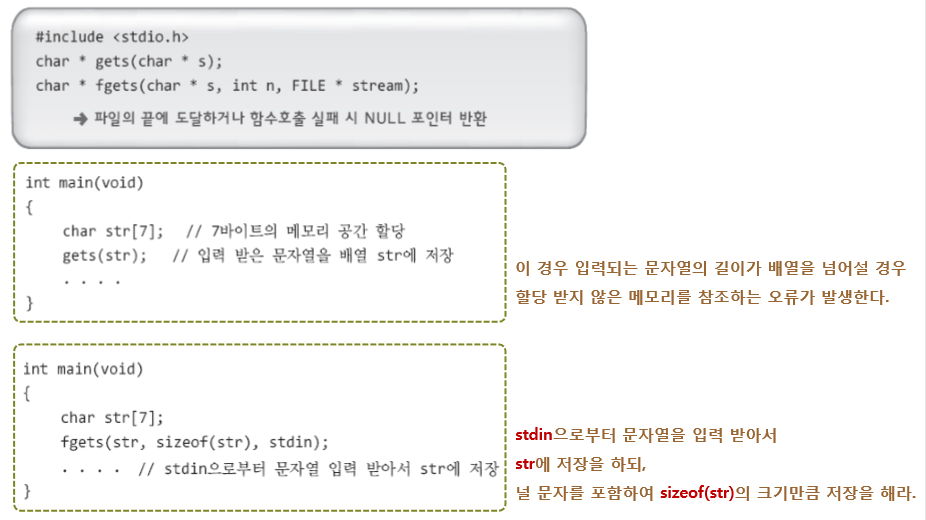 #include <stdio.h>
char * gets(char * s);
char * fgets(char * s, int n, FILE * stream);
➔ 파일의 끝에 도달하거나 함수호출 실패 시 NULL 포인터 반환
int main(void)
{
char str[7]; // 7바이트의 메모리 공간 할당
gets(str); // 입력 받은 문자열을 배열 str에 저장
. . . .
}
이 경우 입력되는 문자열의 길이가 배열을 넘어설 경우
할당 받지 않은 메모리를 참조하는 오류가 발생한다.
int main(void)
{
char str[7];
fgets(str, sizeof(str), stdin);
. . . . // stdin으로부터 문자열 입력 받아서 str에 저장
}
stdin으로부터 문자열을 입력 받아서
str에 저장을 하되,
널 문자를 포함하여 sizeof(str)의 크기만큼 저장을 해라.